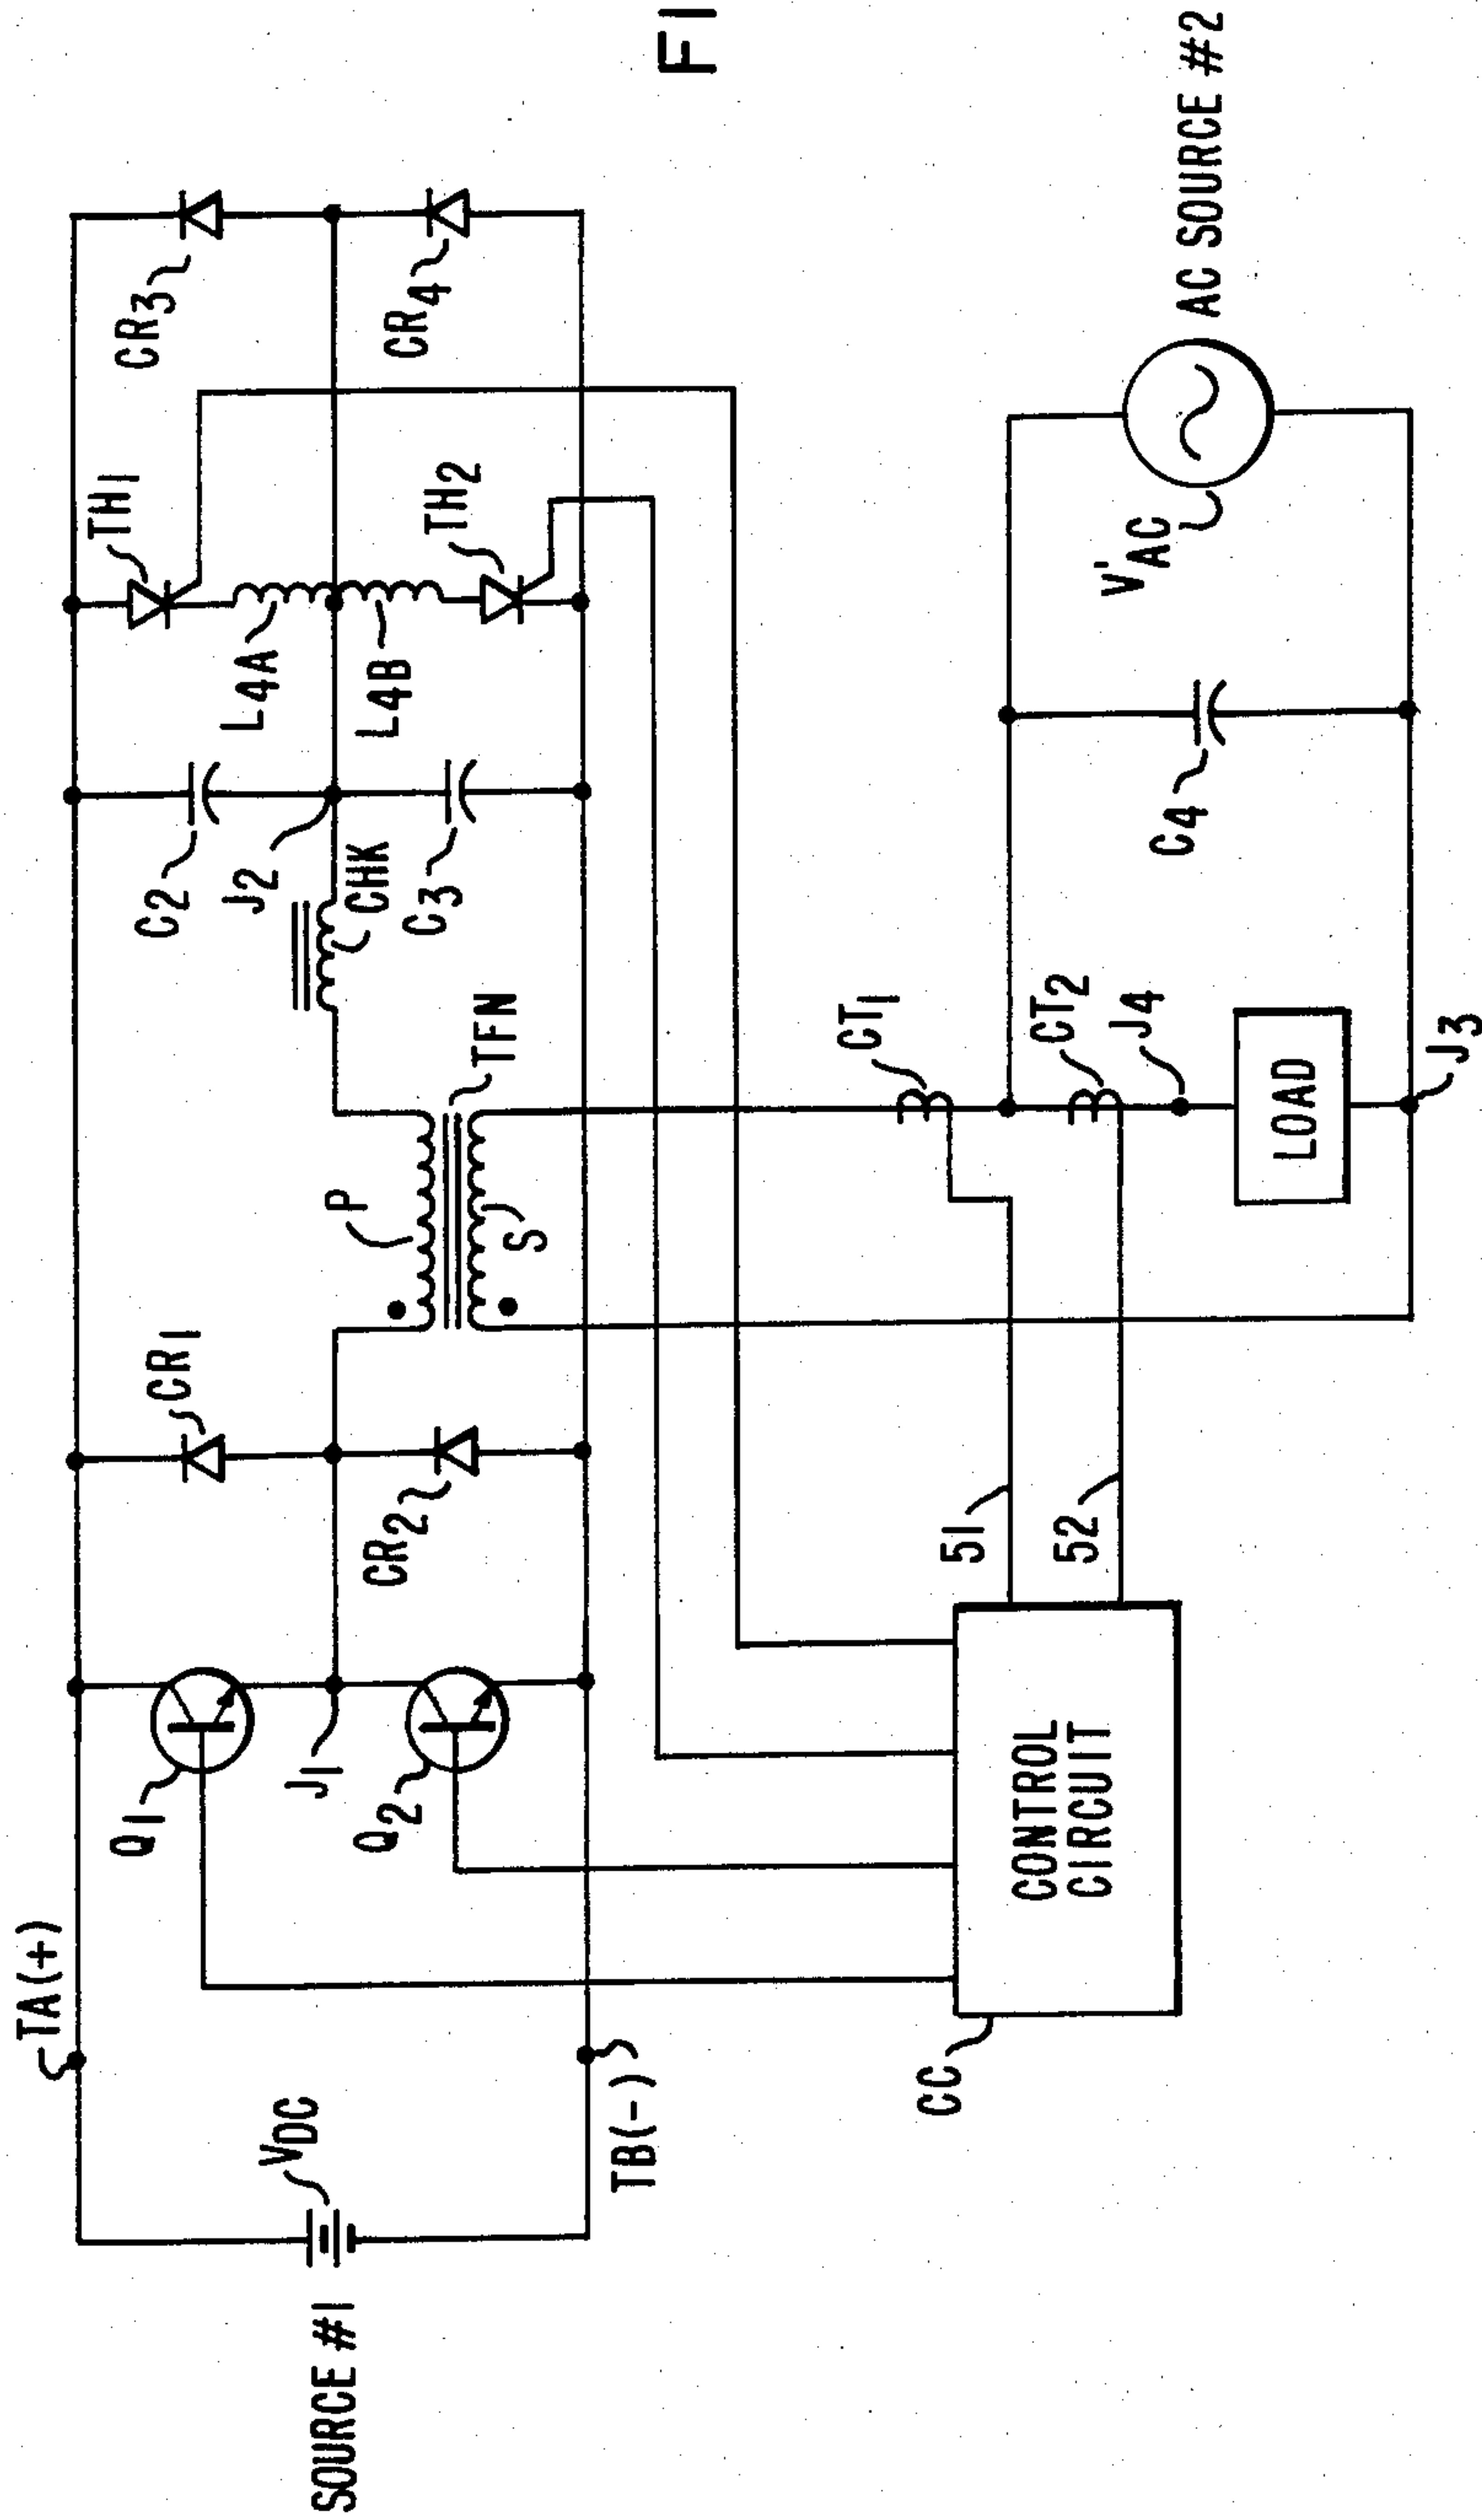 SOURCE #1
VDC
TA(+)
TB(-)
Q1
J1
Q2
CR1
CR2
P
TFN
S
CHK
C2
J2
C3
L4A
L4B
TH1
TH2
CR3
CR4
FI
CC
CONTROL
CIRCUIT
51
52
CT1
CT2
J4
LOAD
J3
C4
V'AC
AC SOURCE #2